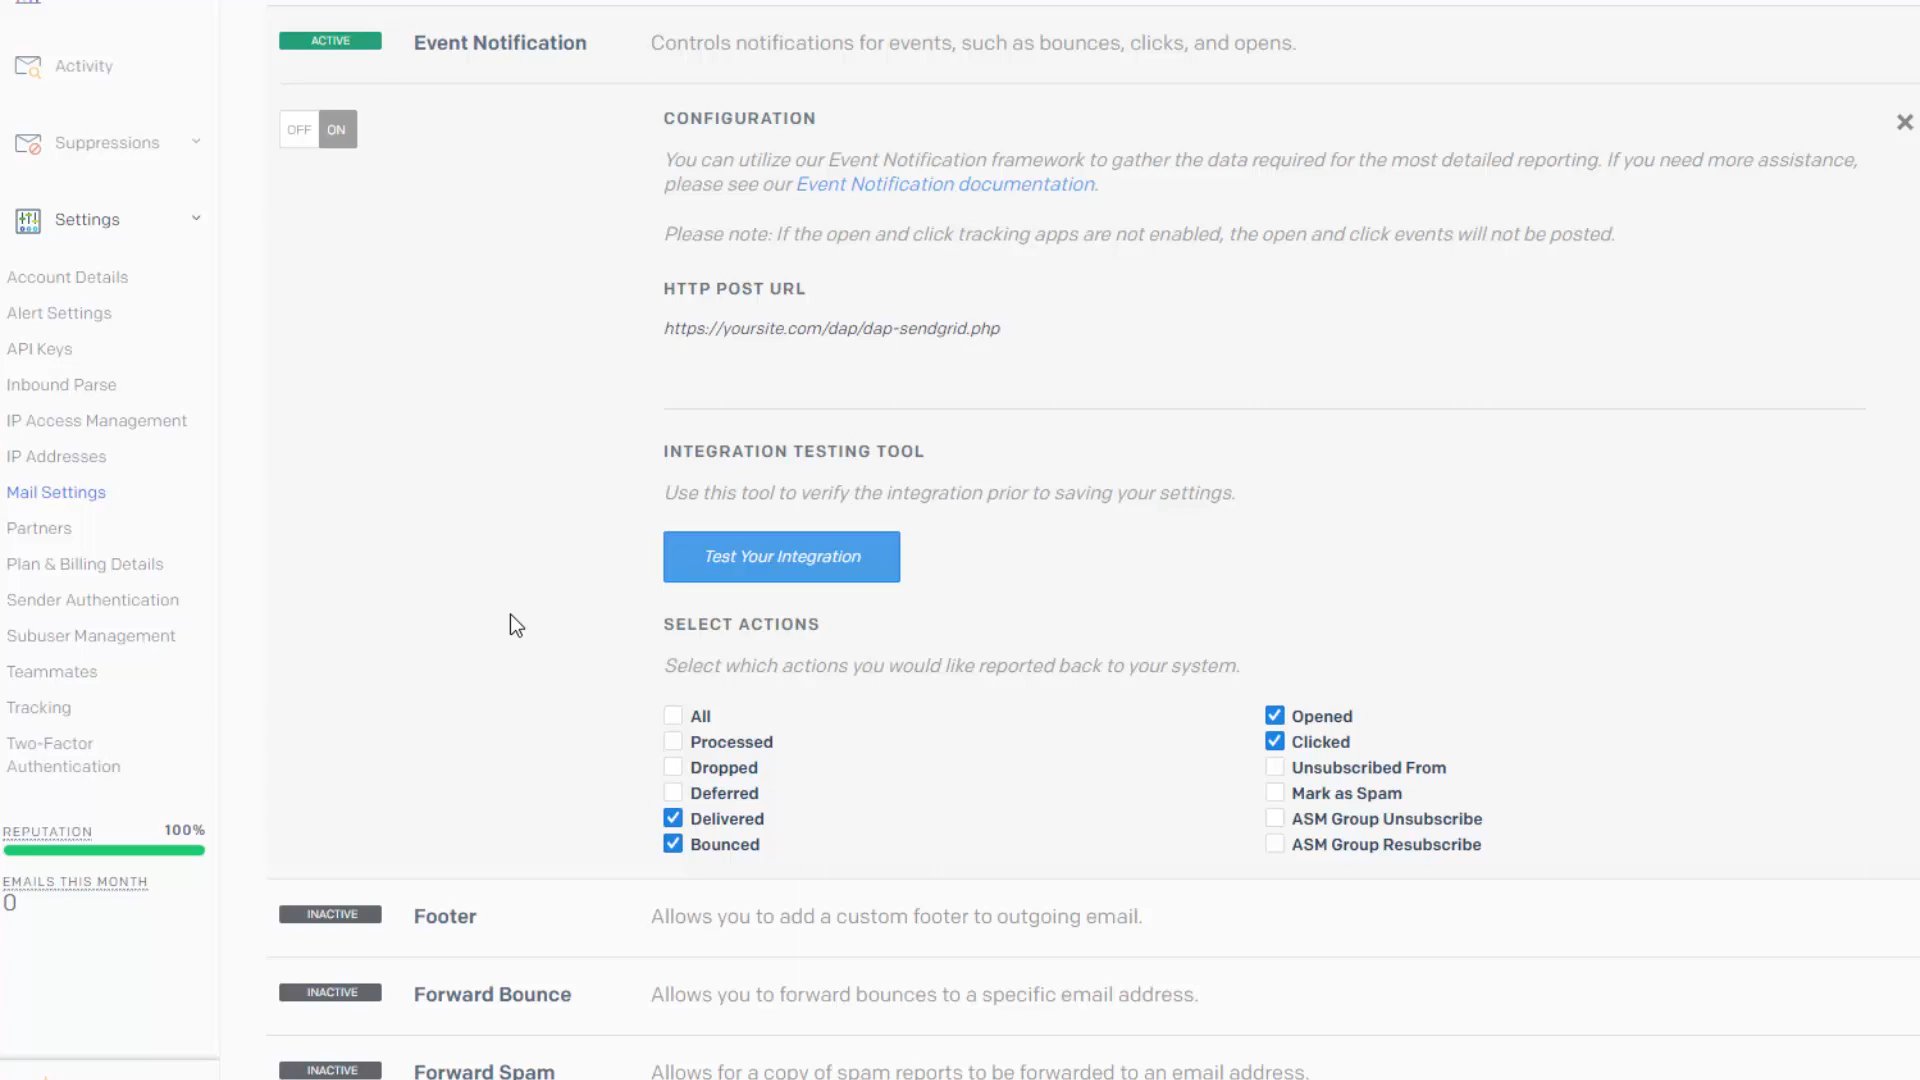 Activity
Suppressions
Settings
Account Details
Alert Settings
API Keys
Inbound Parse
IP Access Management
IP Addresses
Mail Settings
Partners
Plan & Billing Details
Sender Authentication
Subuser Management
Teammates
Tracking
Two-Factor
Authentication
REPUTATION 100%
EMAILS THIS MONTH
0
ACTIVE Event Notification Controls notifications for events, such as bounces, clicks, and opens.
OFF ON
CONFIGURATION
You can utilize our Event Notification framework to gather the data required for the most detailed reporting. If you need more assistance,
please see our Event Notification documentation.
Please note: If the open and click tracking apps are not enabled, the open and click events will not be posted.
HTTP POST URL
https://yoursite.com/dap/dap-sendgrid.php
INTEGRATION TESTING TOOL
Use this tool to verify the integration prior to saving your settings.
Test Your Integration
SELECT ACTIONS
Select which actions you would like reported back to your system.
All
Processed
Dropped
Deferred
Delivered
Bounced
Opened
Clicked
Unsubscribed From
Mark as Spam
ASM Group Unsubscribe
ASM Group Resubscribe
INACTIVE Footer Allows you to add a custom footer to outgoing email.
INACTIVE Forward Bounce Allows you to forward bounces to a specific email address.
INACTIVE Forward Spam Allows for a copy of spam reports to be forwarded to an email address.